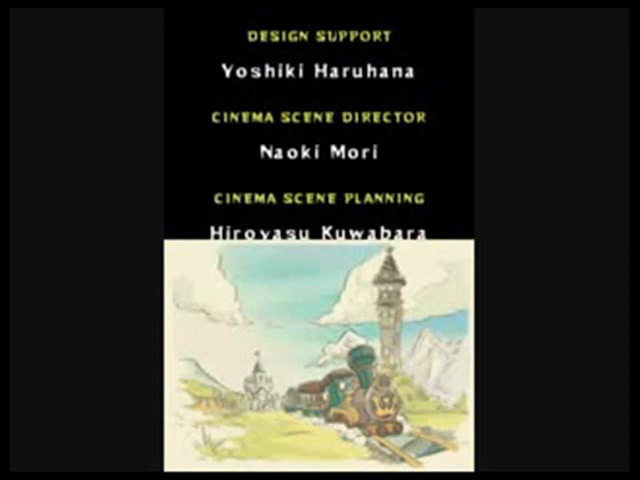 DESIGN SUPPORT
Yoshiki Haruhana
CINEMA SCENE DIRECTOR
Naoki Mori
CINEMA SCENE PLANNING
Hiroyasu Kuwabara